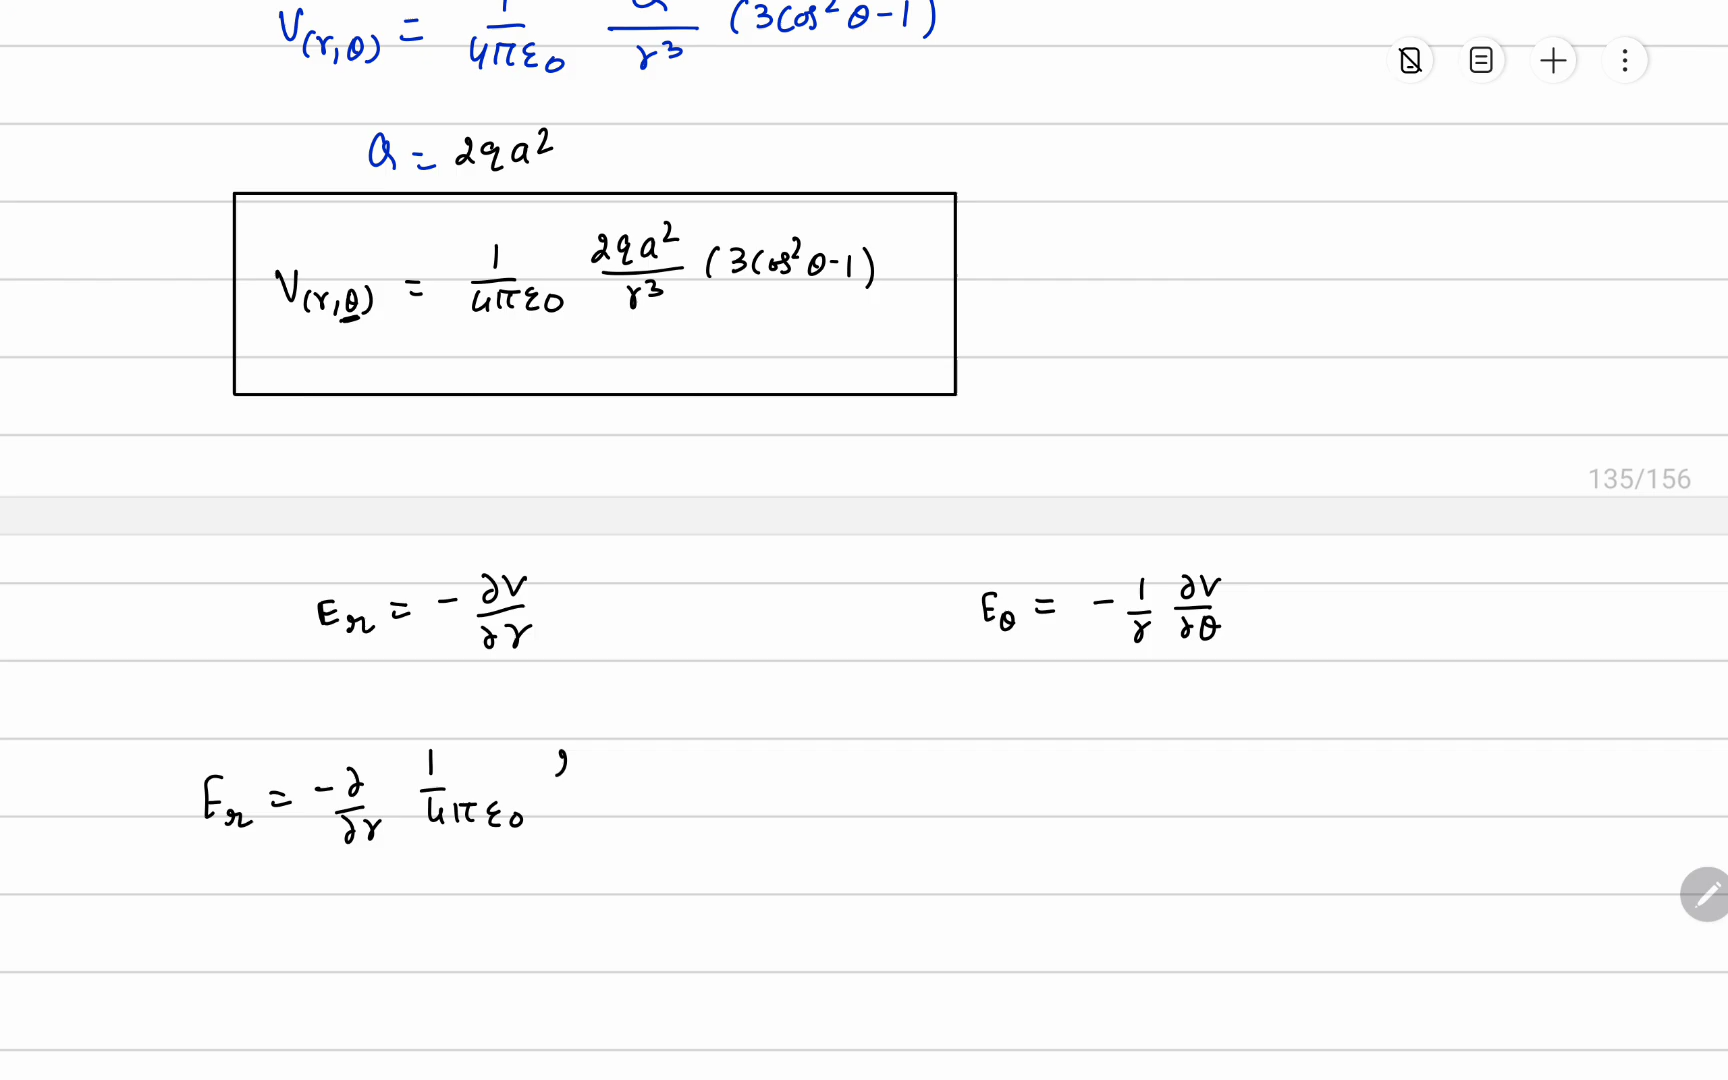 V(r,θ) = 1/4πε0 Q/r³ (3cos²θ-1)
Q = 2qa²
V(r,θ) = 1/4πε0 2qa²/r³ (3cos²θ-1)
135/156
Er = - ∂V/∂r Eθ = - 1/r ∂V/∂θ
Er = -∂/∂r 1/4πε0